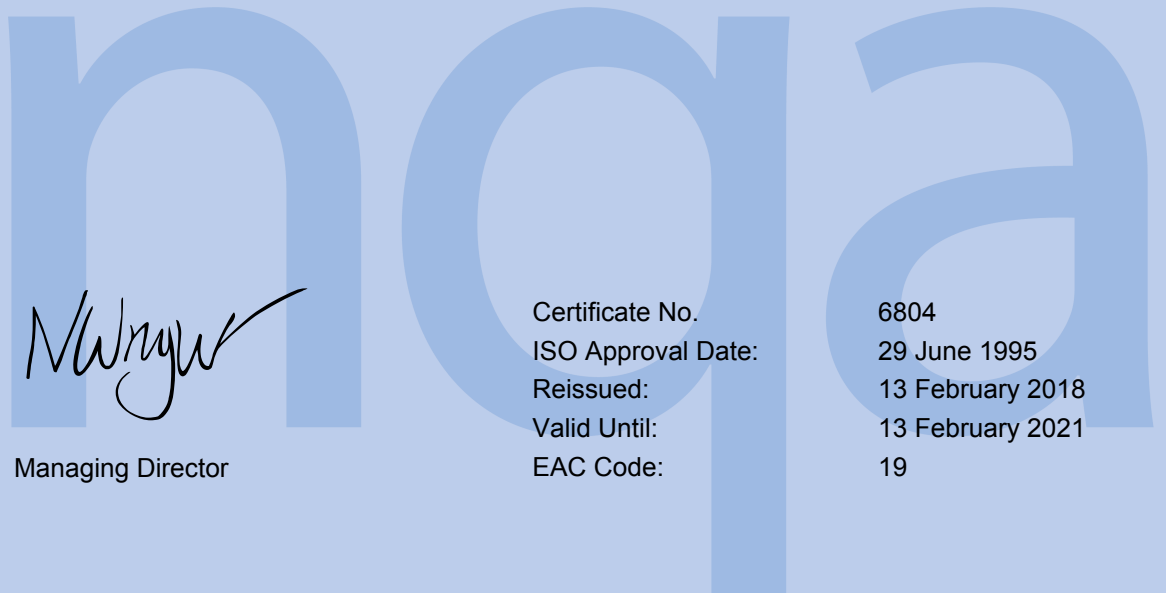 nqa
Certificate No. 6804
ISO Approval Date: 29 June 1995
Reissued: 13 February 2018
Valid Until: 13 February 2021
Managing Director
EAC Code: 19